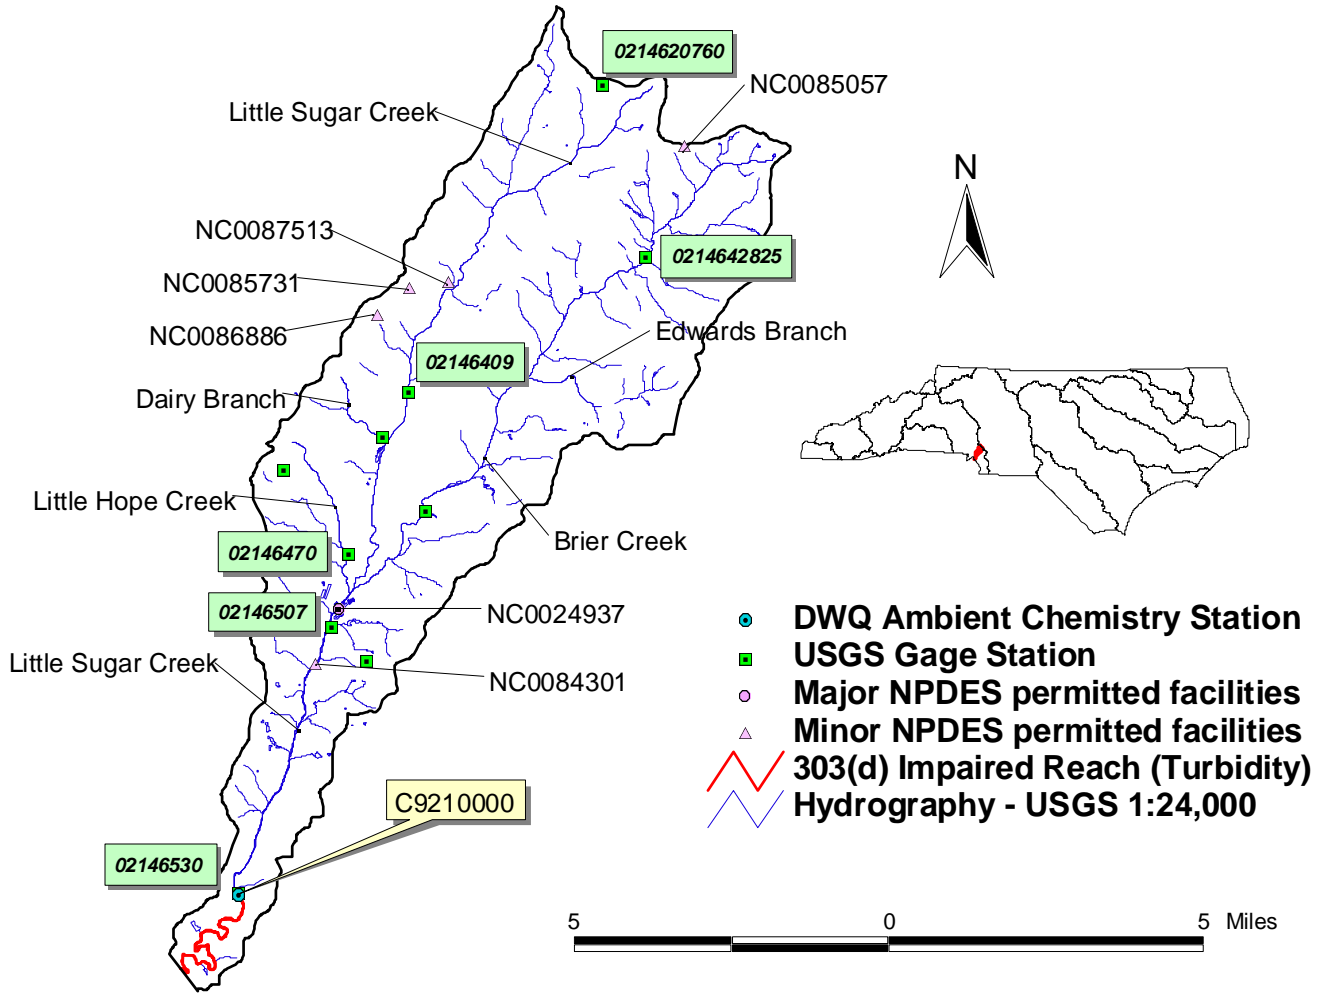 0214620760
NC0085057
Little Sugar Creek
N
NC0087513
0214642825
NC0085731
NC0086886
Edwards Branch
02146409
Dairy Branch
Little Hope Creek
Brier Creek
02146470
02146507
NC0024937
Little Sugar Creek
NC0084301
DWQ Ambient Chemistry Station
USGS Gage Station
Major NPDES permitted facilities
Minor NPDES permitted facilities
303(d) Impaired Reach (Turbidity)
Hydrography - USGS 1:24,000
C9210000
02146530
5 0 5 Miles